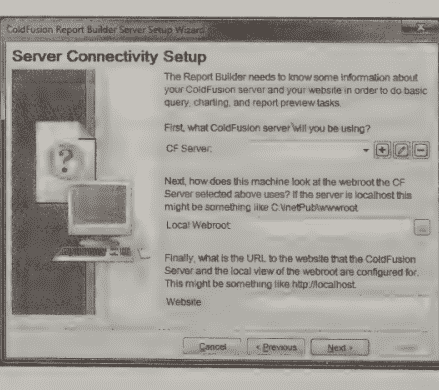 ColdFusion Report Builder Server Setup Wizard
Server Connectivity Setup
The Report Builder needs to know some information about
your ColdFusion server and your website in order to do basic
query, charting, and report preview tasks.
First, what ColdFusion server will you be using?
CF Server:
Next, how does this machine look at the webroot the CF
Server selected above uses? If the server is localhost this
might be something like C:\InetPub\wwwroot
Local Webroot:
Finally, what is the URL to the website that the ColdFusion
Server and the local view of the webroot are configured for.
This might be something like http://localhost.
Website
Cancel < Previous Next >